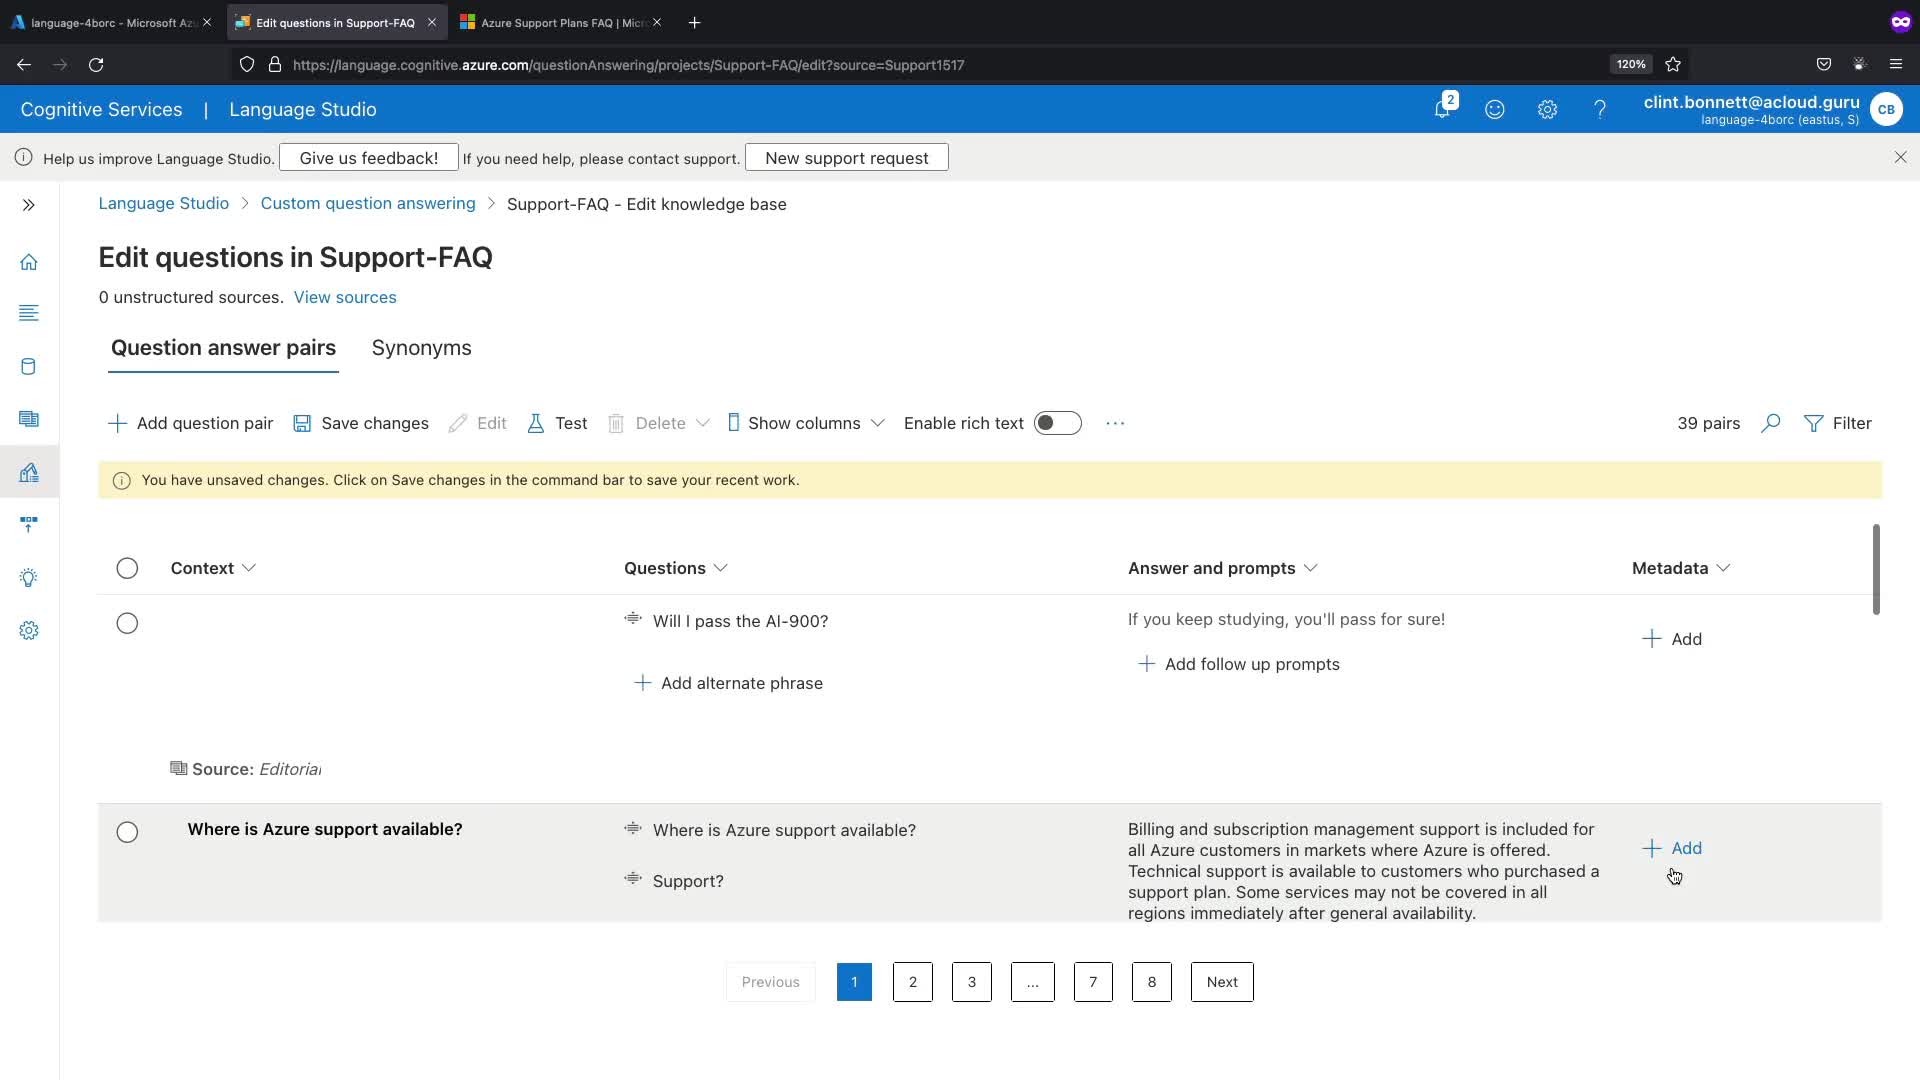 language-4borc - Microsoft Az
Edit questions in Support-FAQ
Azure Support Plans FAQ | Micr
https://language.cognitive.azure.com/questionAnswering/projects/Support-FAQ/edit?source=Support1517
120%
Cognitive Services | Language Studio
2
clint.bonnett@acloud.guru
language-4borc (eastus, S)
CB
Help us improve Language Studio. Give us feedback! If you need help, please contact support. New support request
Language Studio > Custom question answering > Support-FAQ - Edit knowledge base
Edit questions in Support-FAQ
0 unstructured sources. View sources
Question answer pairs Synonyms
Add question pair Save changes Edit Test Delete Show columns Enable rich text ... 39 pairs Filter
You have unsaved changes. Click on Save changes in the command bar to save your recent work.
Context Questions Answer and prompts Metadata
Will I pass the AI-900?
Add alternate phrase
If you keep studying, you'll pass for sure!
Add follow up prompts
Add
Source: Editorial
Where is Azure support available?
Where is Azure support available?
Support?
Billing and subscription management support is included for
all Azure customers in markets where Azure is offered.
Technical support is available to customers who purchased a
support plan. Some services may not be covered in all
regions immediately after general availability.
Add
Previous 1 2 3 ... 7 8 Next